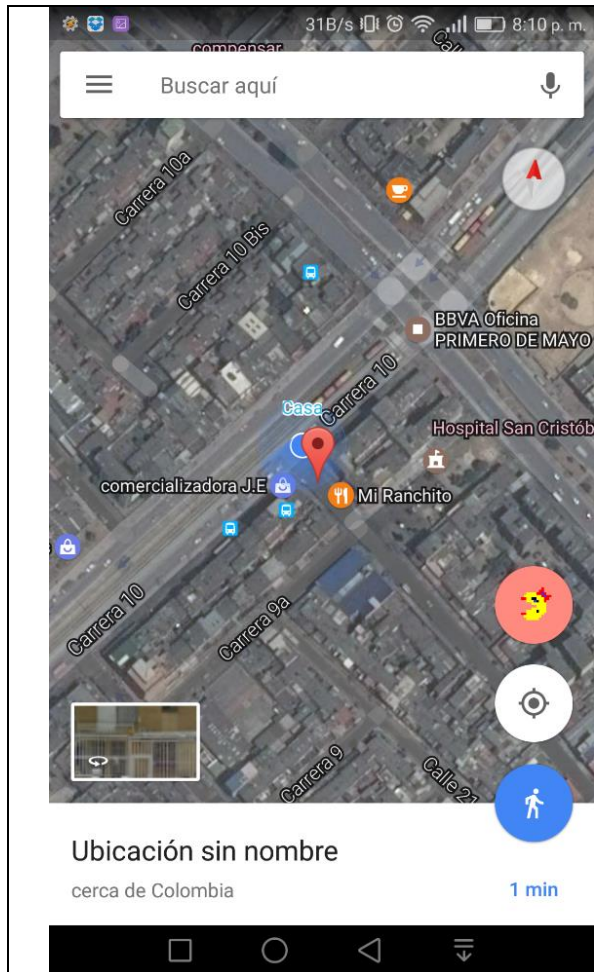 31B/s
8:10 p. m.
compensar
Buscar aquí
Carrera 10a
Carrera 10 Bis
BBVA Oficina
PRIMERO DE MAYO
Carrera 10
Casa
Hospital San Cristób
comercializadora J.E
Mi Ranchito
Carrera 10
Carrera 9a
Carrera 9
Calle 21
Ubicación sin nombre
cerca de Colombia
1 min